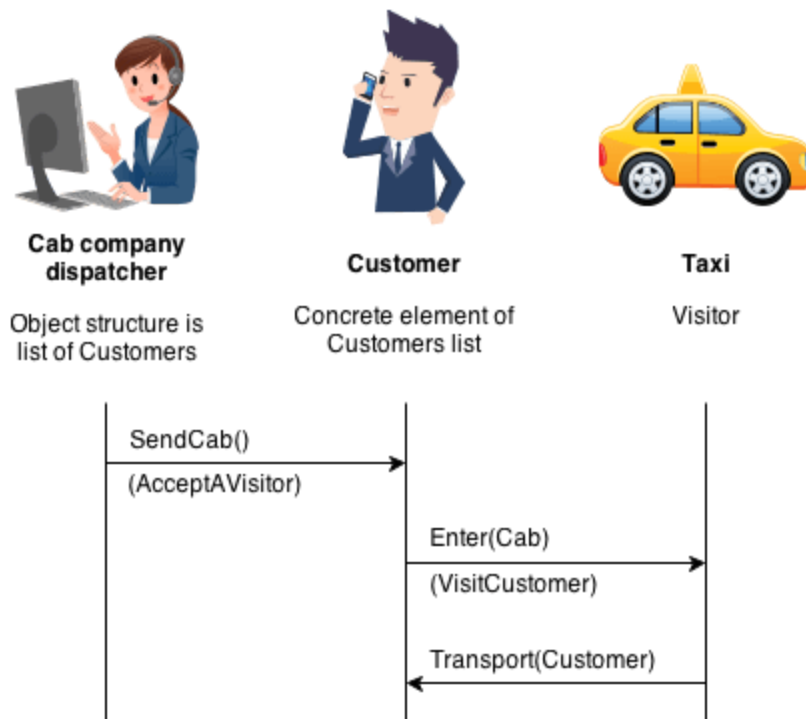 Cab company
dispatcher
Object structure is
list of Customers
Customer
Concrete element of
Customers list
Taxi
Visitor
SendCab()
(AcceptAVisitor)
Enter(Cab)
(VisitCustomer)
Transport(Customer)